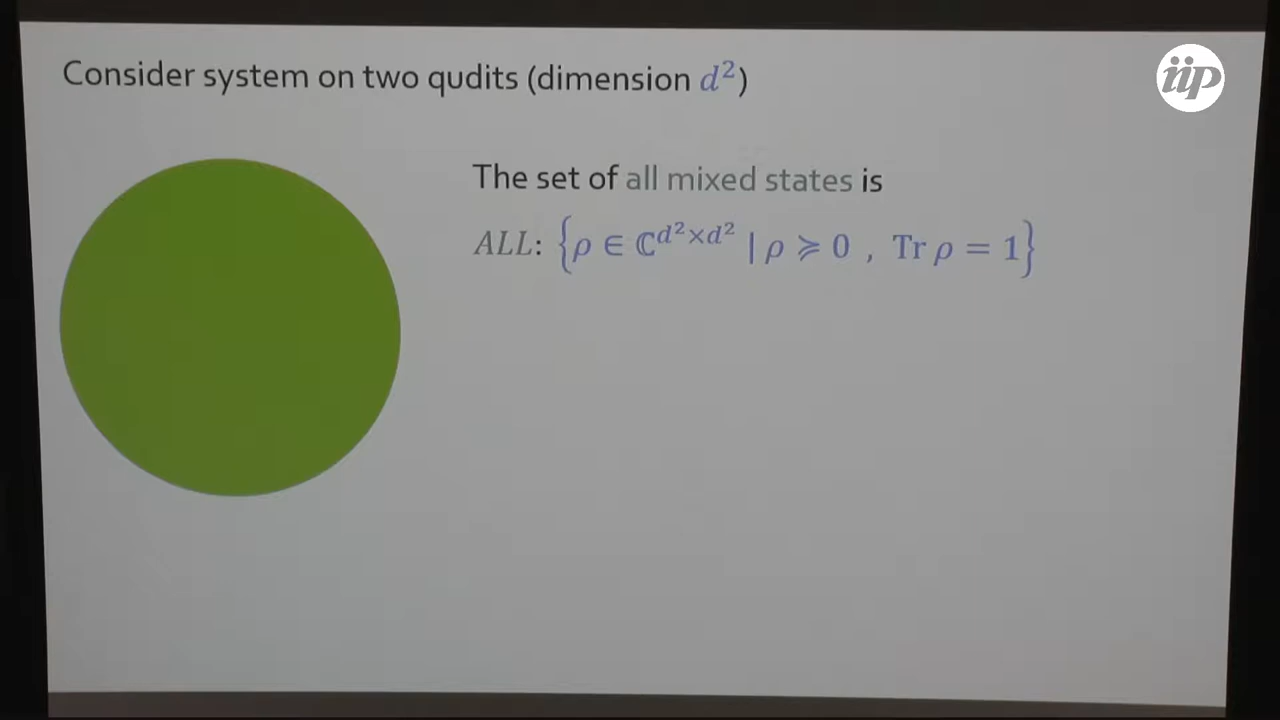 Consider system on two qudits (dimension d²)
iip
The set of all mixed states is
ALL: {ρ ∈ ℂ^{d²×d²} | ρ ≽ 0 , Tr ρ = 1}